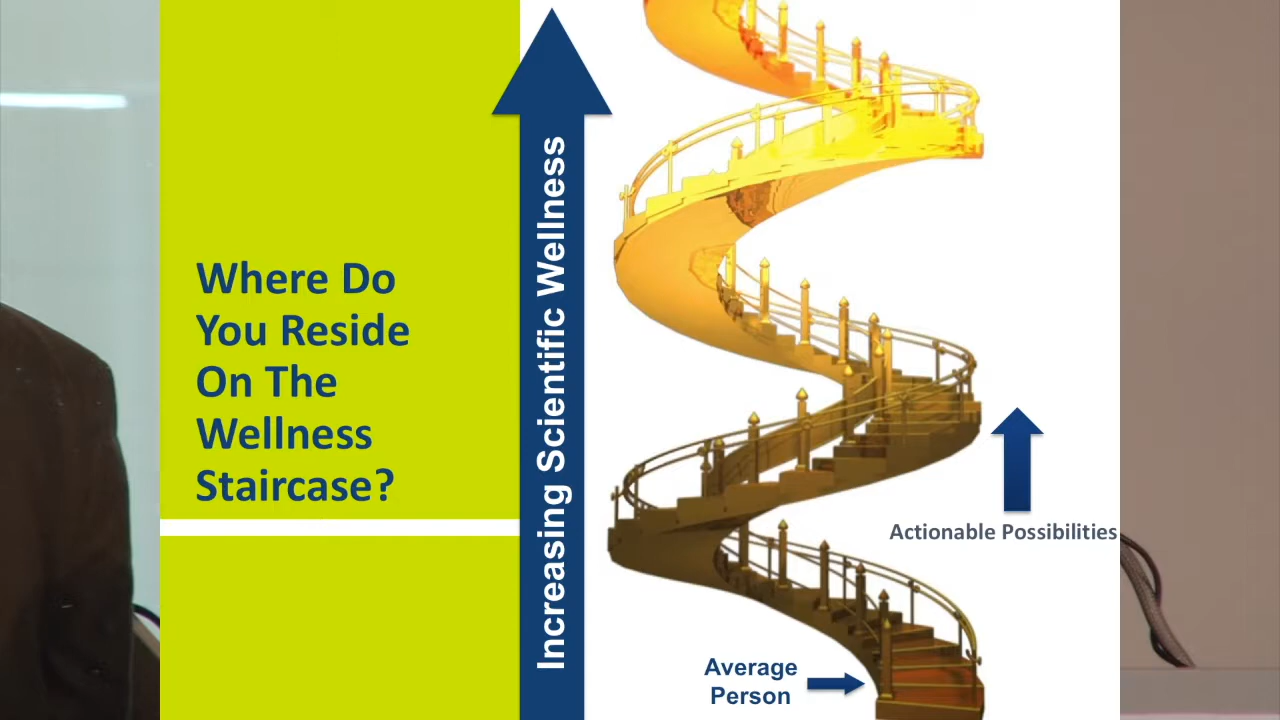 Where Do
You Reside
On The
Wellness
Staircase?
Increasing Scientific Wellness
Actionable Possibilities
Average
Person